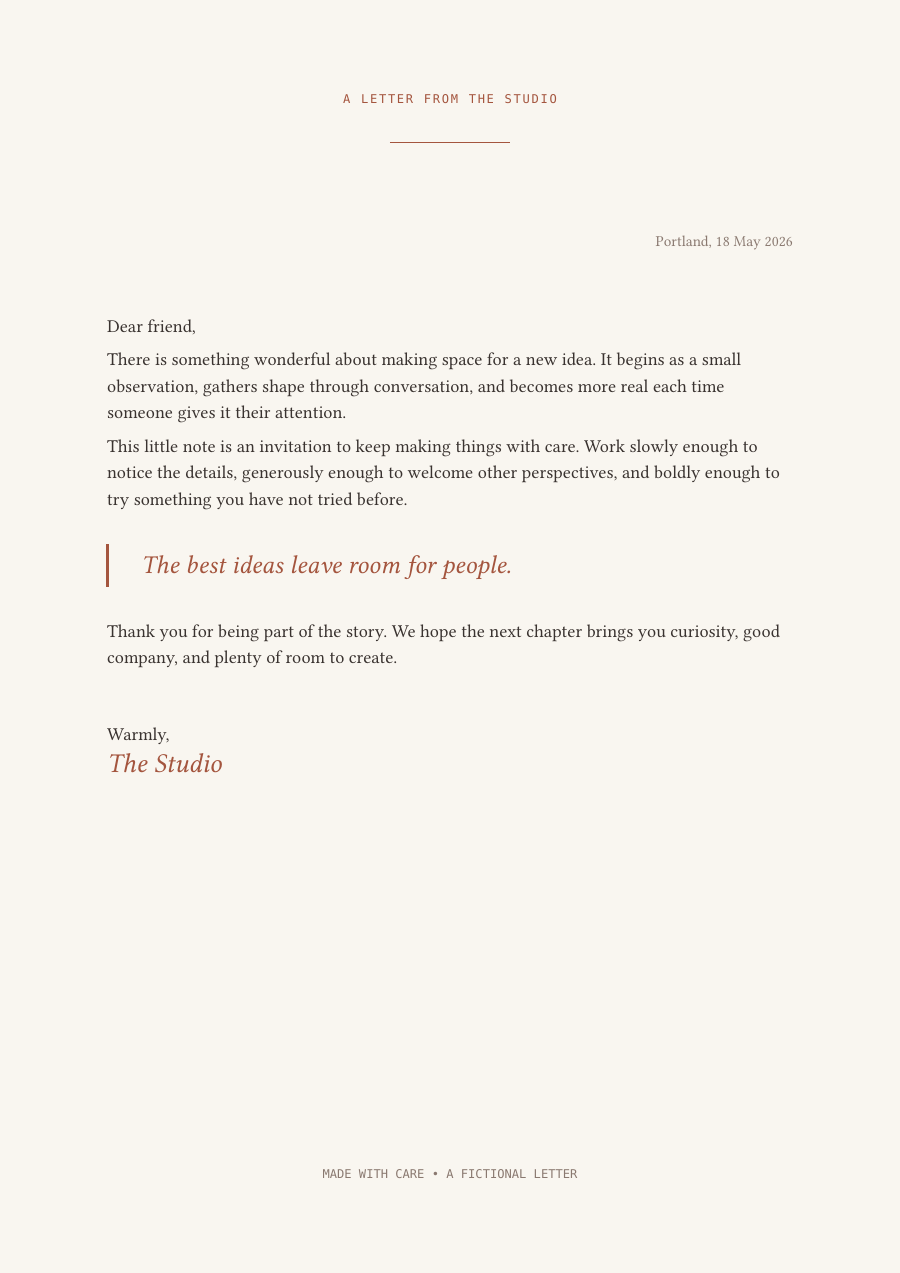 A LETTER FROM THE STUDIO
Portland, 18 May 2026
Dear friend,
There is something wonderful about making space for a new idea. It begins as a small
observation, gathers shape through conversation, and becomes more real each time
someone gives it their attention.
This little note is an invitation to keep making things with care. Work slowly enough to
notice the details, generously enough to welcome other perspectives, and boldly enough to
try something you have not tried before.
The best ideas leave room for people.
Thank you for being part of the story. We hope the next chapter brings you curiosity, good
company, and plenty of room to create.
Warmly,
The Studio
MADE WITH CARE • A FICTIONAL LETTER